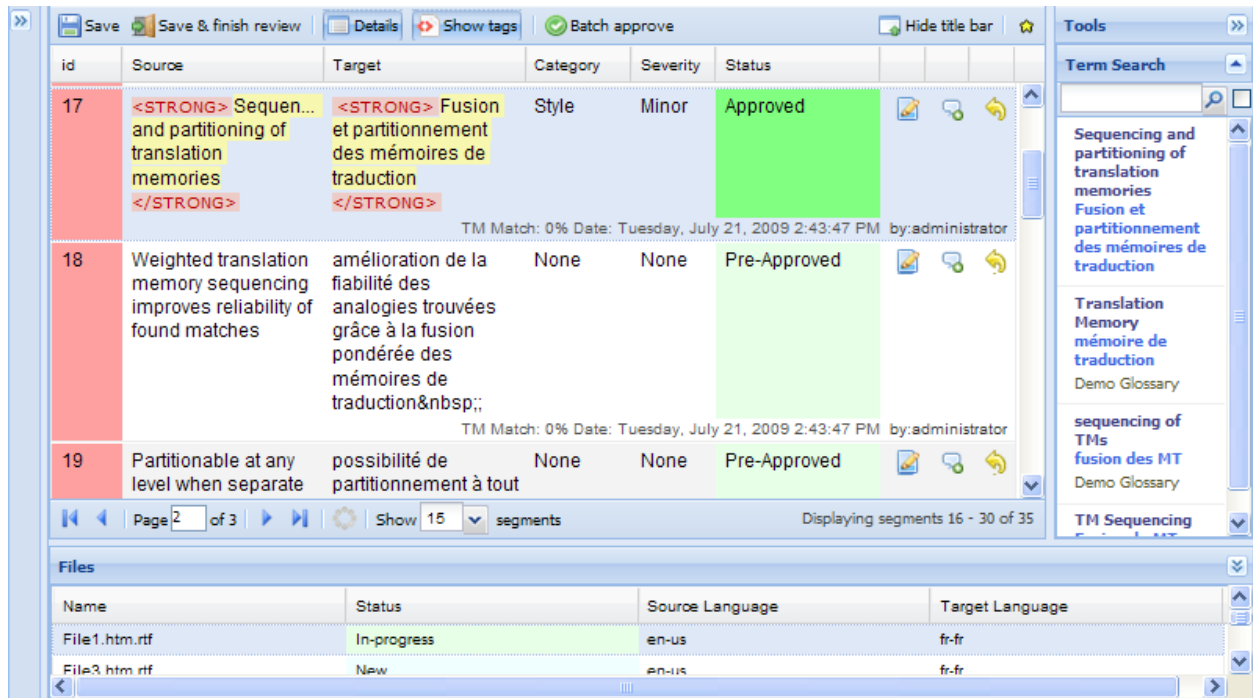 Save Save & finish review Details Show tags Batch approve Hide title bar
id Source Target Category Severity Status
17 <STRONG> Sequen... <STRONG> Fusion Style Minor Approved
and partitioning of et partitionnement
translation des mémoires de
memories traduction
</STRONG> </STRONG>
TM Match: 0% Date: Tuesday, July 21, 2009 2:43:47 PM by:administrator
18 Weighted translation amélioration de la None None Pre-Approved
memory sequencing fiabilité des
improves reliability of analogies trouvées
found matches grâce à la fusion
pondérée des
mémoires de
traduction&nbsp;;
TM Match: 0% Date: Tuesday, July 21, 2009 2:43:47 PM by:administrator
19 Partitionable at any possibilité de None None Pre-Approved
level when separate partitionnement à tout
Page 2 of 3 Show 15 segments Displaying segments 16 - 30 of 35
Tools
Term Search
Sequencing and
partitioning of
translation
memories
Fusion et
partitionnement
des mémoires de
traduction
Translation
Memory
mémoire de
traduction
Demo Glossary
sequencing of
TMs
fusion des MT
Demo Glossary
TM Sequencing
Files
Name Status Source Language Target Language
File1.htm.rtf In-progress en-us fr-fr
File3.htm.rtf New en-us fr-fr